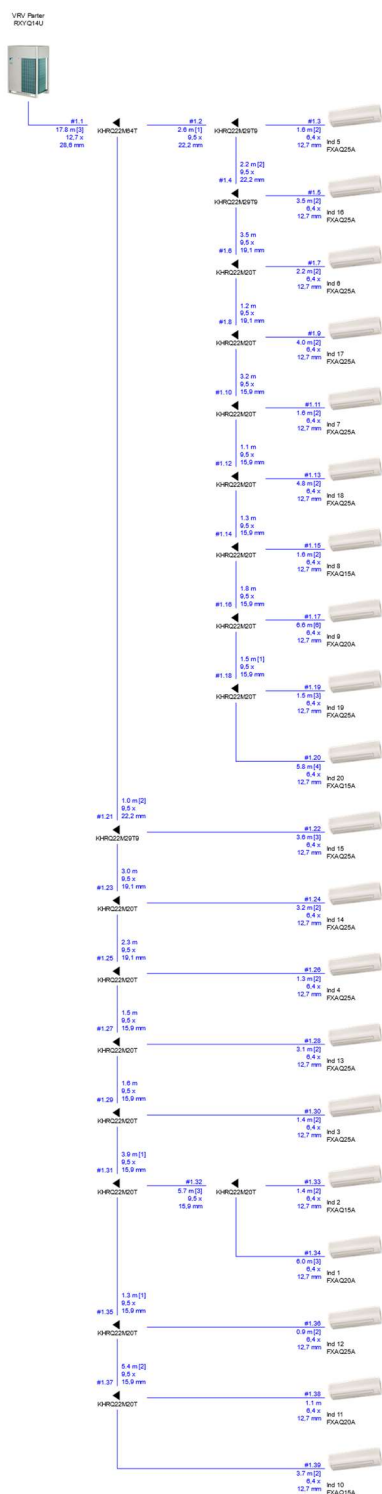 VRV Parter
RXYQ14U
#1.1
17.8 m [3]
12,7 x
28,6 mm
KHRQ22M64T
#1.2
2.6 m [1]
9,5 x
22,2 mm
KHRQ22M29T9
#1.3
1.6 m [2]
6,4 x
12,7 mm
Ind 5
FXAQ25A
#1.4
2.2 m [2]
9,5 x
22,2 mm
KHRQ22M29T9
#1.5
3.5 m [2]
6,4 x
12,7 mm
Ind 16
FXAQ25A
#1.6
3.5 m
9,5 x
19,1 mm
KHRQ22M20T
#1.7
2.2 m [2]
6,4 x
12,7 mm
Ind 6
FXAQ25A
#1.8
1.2 m
9,5 x
19,1 mm
KHRQ22M20T
#1.9
4.0 m [2]
6,4 x
12,7 mm
Ind 17
FXAQ25A
#1.10
3.2 m
9,5 x
15,9 mm
KHRQ22M20T
#1.11
1.6 m [2]
6,4 x
12,7 mm
Ind 7
FXAQ25A
#1.12
1.1 m
9,5 x
15,9 mm
KHRQ22M20T
#1.13
4.8 m [2]
6,4 x
12,7 mm
Ind 18
FXAQ25A
#1.14
1.3 m
9,5 x
15,9 mm
KHRQ22M20T
#1.15
1.6 m [2]
6,4 x
12,7 mm
Ind 8
FXAQ15A
#1.16
1.8 m
9,5 x
15,9 mm
KHRQ22M20T
#1.17
6.6 m [6]
6,4 x
12,7 mm
Ind 9
FXAQ20A
#1.18
1.5 m [1]
9,5 x
15,9 mm
KHRQ22M20T
#1.19
1.5 m [3]
6,4 x
12,7 mm
Ind 19
FXAQ25A
#1.20
5.8 m [4]
6,4 x
12,7 mm
Ind 20
FXAQ15A
#1.21
1.0 m [2]
9,5 x
22,2 mm
KHRQ22M29T9
#1.22
3.6 m [3]
6,4 x
12,7 mm
Ind 15
FXAQ25A
#1.23
3.0 m
9,5 x
19,1 mm
KHRQ22M20T
#1.24
3.2 m [2]
6,4 x
12,7 mm
Ind 14
FXAQ25A
#1.25
2.3 m
9,5 x
19,1 mm
KHRQ22M20T
#1.26
1.3 m [2]
6,4 x
12,7 mm
Ind 4
FXAQ25A
#1.27
1.5 m
9,5 x
15,9 mm
KHRQ22M20T
#1.28
3.1 m [2]
6,4 x
12,7 mm
Ind 13
FXAQ25A
#1.29
1.6 m
9,5 x
15,9 mm
KHRQ22M20T
#1.30
1.4 m [2]
6,4 x
12,7 mm
Ind 3
FXAQ25A
#1.31
3.9 m [1]
9,5 x
15,9 mm
KHRQ22M20T
#1.32
5.7 m [3]
9,5 x
15,9 mm
KHRQ22M20T
#1.33
1.4 m [2]
6,4 x
12,7 mm
Ind 2
FXAQ15A
#1.34
6.0 m [3]
6,4 x
12,7 mm
Ind 1
FXAQ20A
#1.35
1.3 m [1]
9,5 x
15,9 mm
KHRQ22M20T
#1.36
0.9 m [2]
6,4 x
12,7 mm
Ind 12
FXAQ25A
#1.37
5.4 m [2]
9,5 x
15,9 mm
KHRQ22M20T
#1.38
1.1 m
6,4 x
12,7 mm
Ind 11
FXAQ20A
#1.39
3.7 m [2]
6,4 x
12,7 mm
Ind 10
FXAQ15A